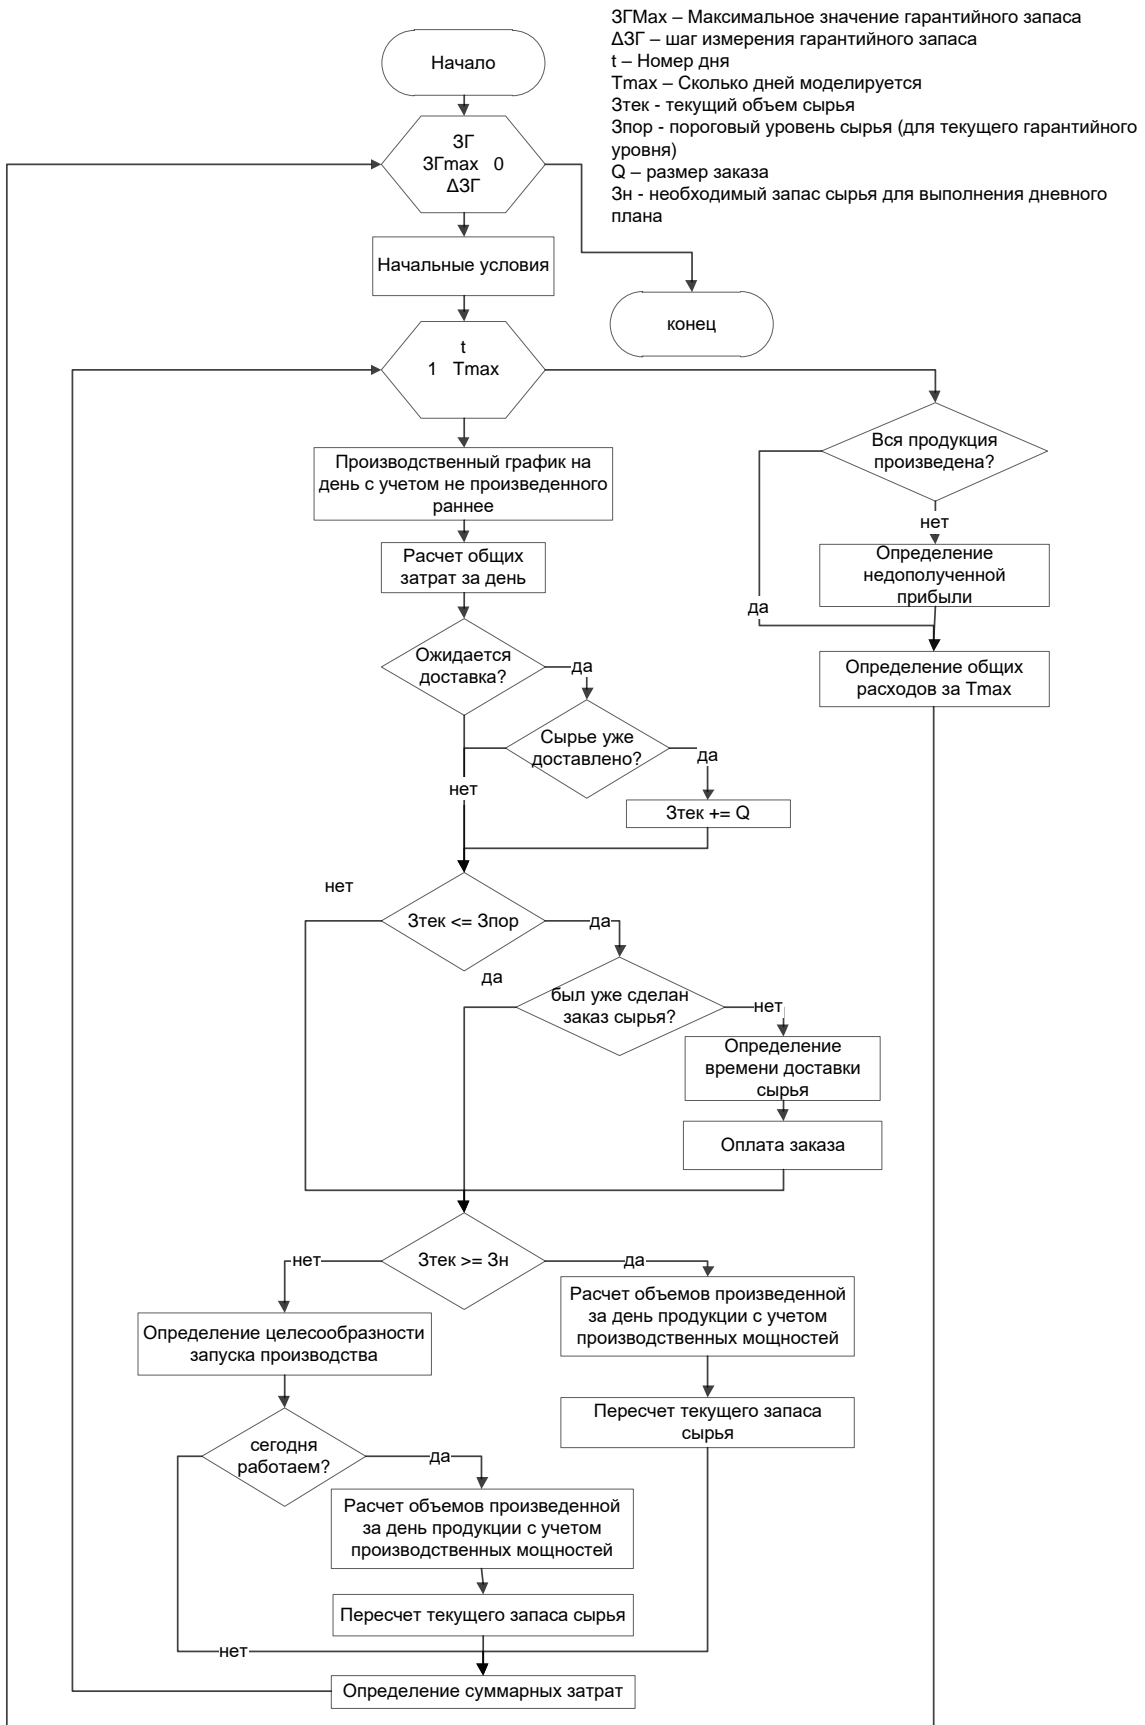 ЗГMax – Максимальное значение гарантийного запаса
ΔЗГ – шаг измерения гарантийного запаса
t – Номер дня
Tmax – Сколько дней моделируется
Зтек - текущий объем сырья
Зпор - пороговый уровень сырья (для текущего гарантийного
уровня)
Q – размер заказа
Зн - необходимый запас сырья для выполнения дневного
плана
Начало
ЗГ
ЗГmax 0
ΔЗГ
Начальные условия
конец
t
1 Tmax
Вся продукция
произведена?
Производственный график на
день с учетом не произведенного
раннее
нет
Определение
недополученной
прибыли
Расчет общих
затрат за день
да
Определение общих
расходов за Tmax
Ожидается
доставка?
да
Сырье уже
доставлено?
да
нет
Зтек += Q
нет
Зтек <= Зпор
да
да
был уже сделан
заказ сырья?
нет
Определение
времени доставки
сырья
Оплата заказа
Зтек >= Зн
нет
да
Расчет объемов произведенной
за день продукции с учетом
производственных мощностей
Определение целесообразности
запуска производства
Пересчет текущего запаса
сырья
сегодня
работаем?
да
Расчет объемов произведенной
за день продукции с учетом
производственных мощностей
Пересчет текущего запаса сырья
нет
Определение суммарных затрат